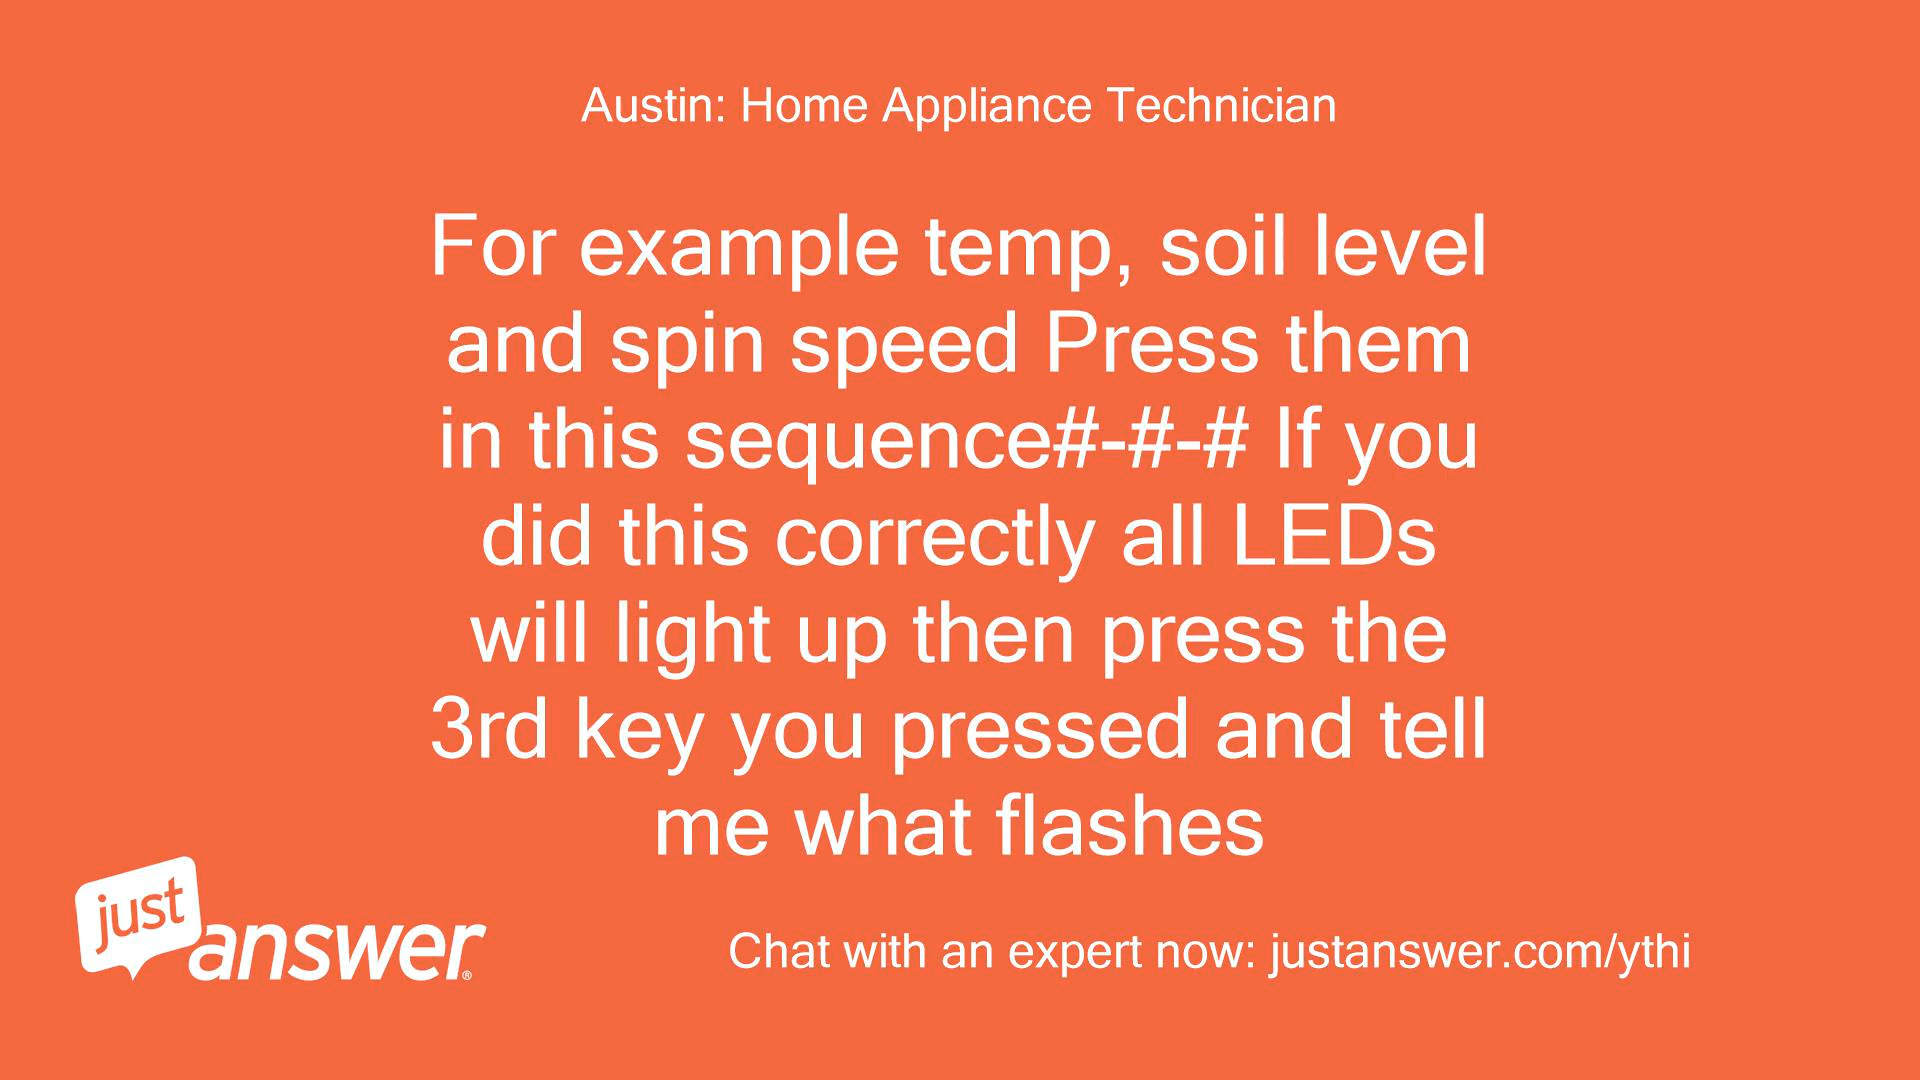 Austin: Home Appliance Technician
For example temp, soil level
and spin speed Press them
in this sequence#-#-# If you
did this correctly all LEDs
will light up then press the
3rd key you pressed and tell
me what flashes
just
answer®
Chat with an expert now: justanswer.com/ythi